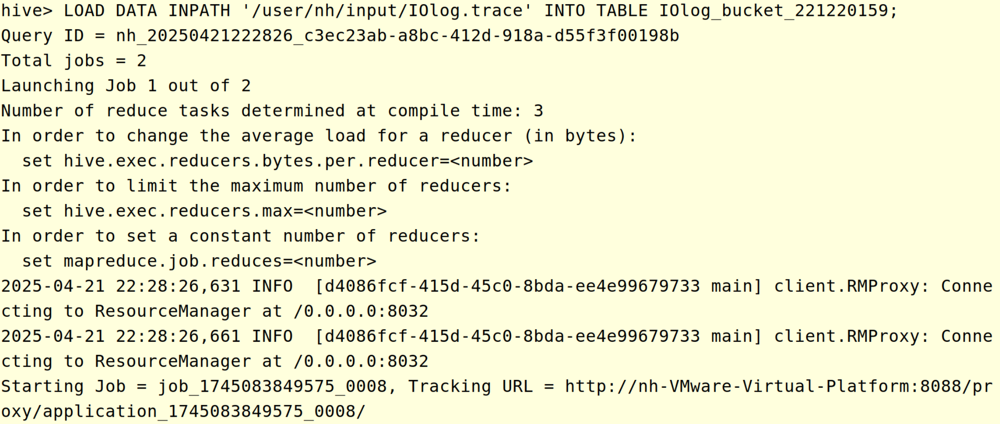 hive> LOAD DATA INPATH '/user/nh/input/IOlog.trace' INTO TABLE IOlog_bucket_221220159;
Query ID = nh_20250421222826_c3ec23ab-a8bc-412d-918a-d55f3f00198b
Total jobs = 2
Launching Job 1 out of 2
Number of reduce tasks determined at compile time: 3
In order to change the average load for a reducer (in bytes):
  set hive.exec.reducers.bytes.per.reducer=<number>
In order to limit the maximum number of reducers:
  set hive.exec.reducers.max=<number>
In order to set a constant number of reducers:
  set mapreduce.job.reduces=<number>
2025-04-21 22:28:26,631 INFO  [d4086fcf-415d-45c0-8bda-ee4e99679733 main] client.RMProxy: Conne
cting to ResourceManager at /0.0.0.0:8032
2025-04-21 22:28:26,661 INFO  [d4086fcf-415d-45c0-8bda-ee4e99679733 main] client.RMProxy: Conne
cting to ResourceManager at /0.0.0.0:8032
Starting Job = job_1745083849575_0008, Tracking URL = http://nh-VMware-Virtual-Platform:8088/pr
oxy/application_1745083849575_0008/